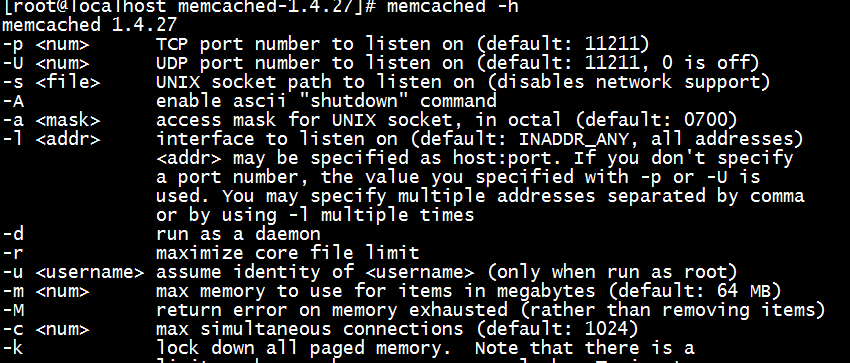 [root@localhost memcached-1.4.27]# memcached -h
memcached 1.4.27
-p <num>      TCP port number to listen on (default: 11211)
-U <num>      UDP port number to listen on (default: 11211, 0 is off)
-s <file>     UNIX socket path to listen on (disables network support)
-A            enable ascii "shutdown" command
-a <mask>     access mask for UNIX socket, in octal (default: 0700)
-l <addr>     interface to listen on (default: INADDR_ANY, all addresses)
              <addr> may be specified as host:port. If you don't specify
              a port number, the value you specified with -p or -U is
              used. You may specify multiple addresses separated by comma
              or by using -l multiple times
-d            run as a daemon
-r            maximize core file limit
-u <username> assume identity of <username> (only when run as root)
-m <num>      max memory to use for items in megabytes (default: 64 MB)
-M            return error on memory exhausted (rather than removing items)
-c <num>      max simultaneous connections (default: 1024)
-k            lock down all paged memory.  Note that there is a